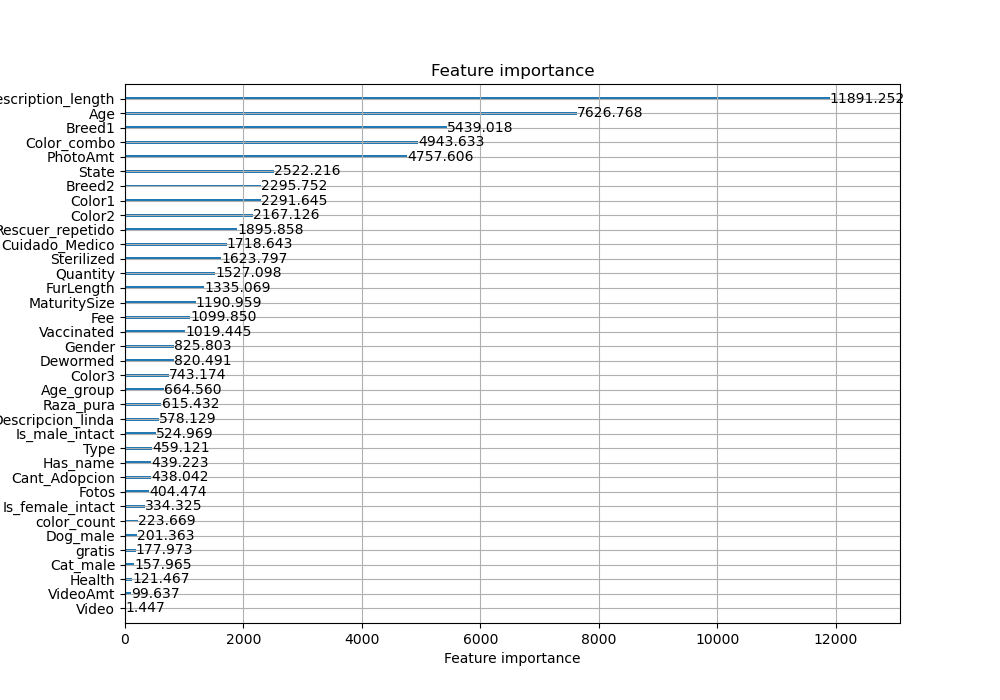 Feature importance
escription_length 11891.252
Age 7626.768
Breed1 5439.018
Color_combo 4943.633
PhotoAmt 4757.606
State 2522.216
Breed2 2295.752
Color1 2291.645
Color2 2167.126
Rescuer_repetido 1895.858
Cuidado_Medico 1718.643
Sterilized 1623.797
Quantity 1527.098
FurLength 1335.069
MaturitySize 1190.959
Fee 1099.850
Vaccinated 1019.445
Gender 825.803
Dewormed 820.491
Color3 743.174
Age_group 664.560
Raza_pura 615.432
Descripcion_linda 578.129
Is_male_intact 524.969
Type 459.121
Has_name 439.223
Cant_Adopcion 438.042
Fotos 404.474
Is_female_intact 334.325
color_count 223.669
Dog_male 201.363
gratis 177.973
Cat_male 157.965
Health 121.467
VideoAmt 99.637
Video 1.447
0 2000 4000 6000 8000 10000 12000
Feature importance